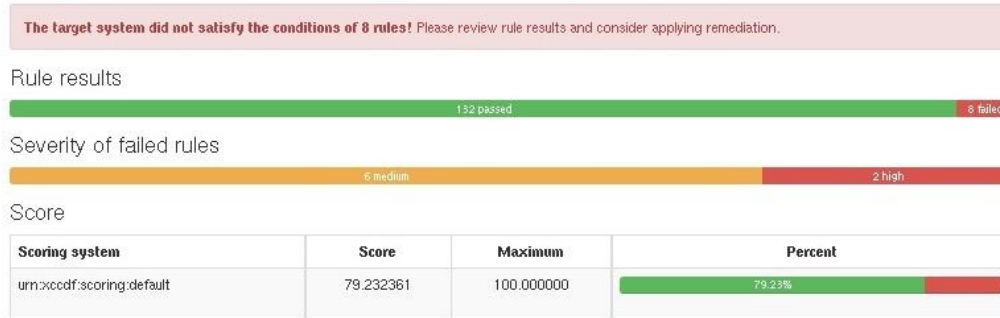 The target system did not satisfy the conditions of 8 rules! Please review rule results and consider applying remediation.
Rule results
132 passed 8 failed
Severity of failed rules
6 medium 2 high
Score
Scoring system Score Maximum Percent
urn:xccdf:scoring:default 79.232361 100.000000 79.23%